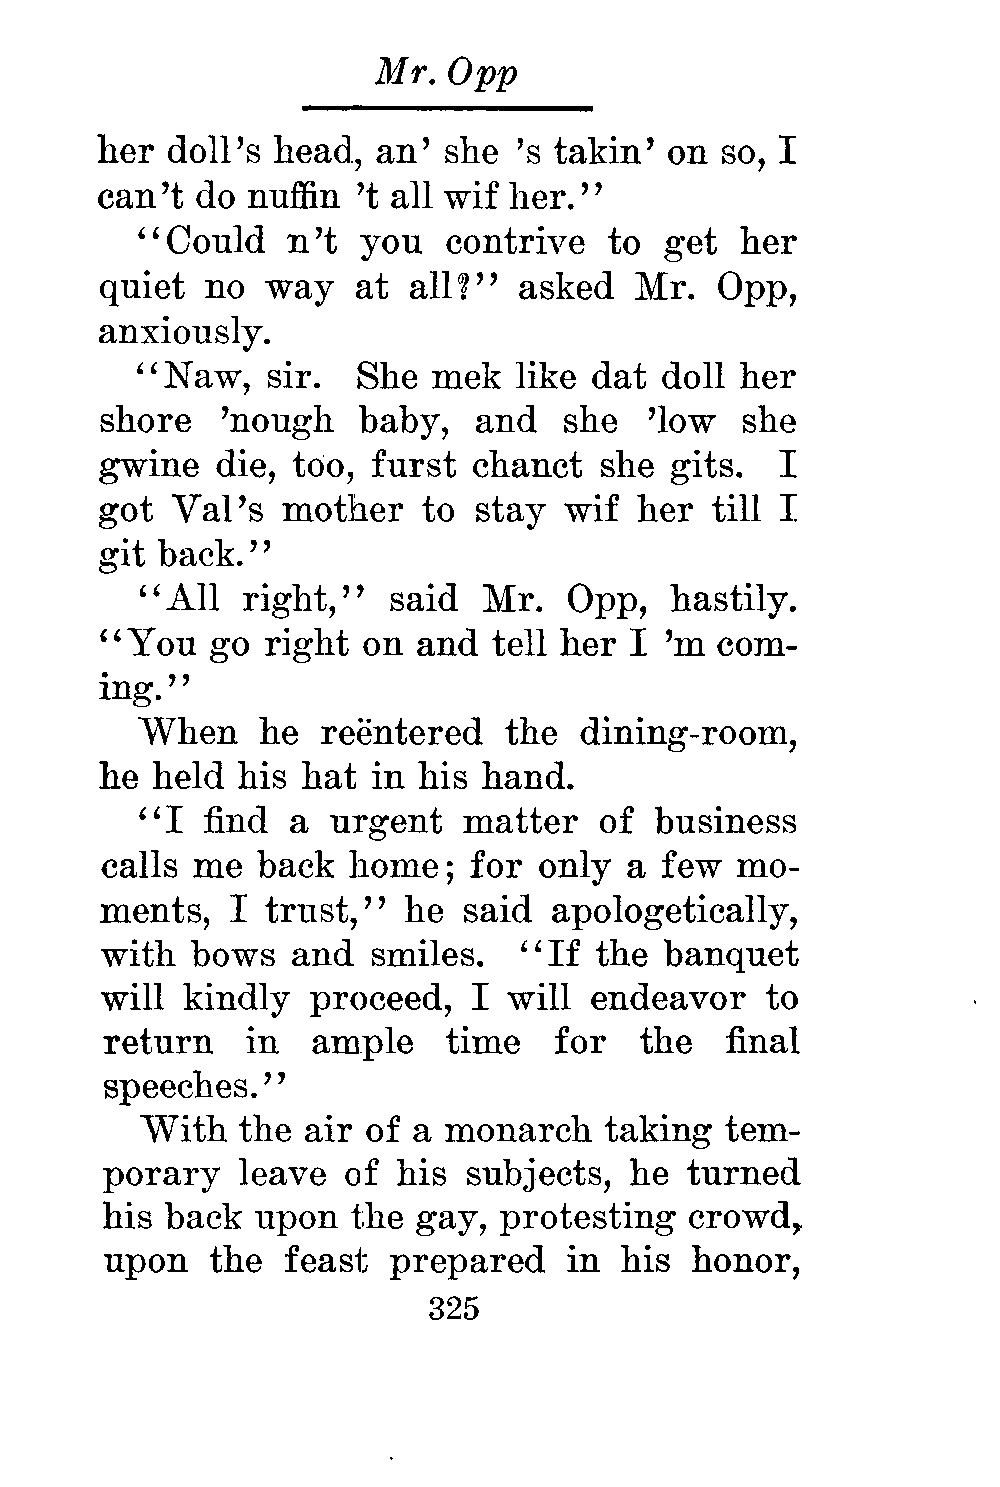 Mr. Opp
her doll's head, an' she 's takin' on so, I
can't do nuffin 't all wif her."
"Could n't you contrive to get her
quiet no way at all?" asked Mr. Opp,
anxiously.
"Naw, sir. She mek like dat doll her
shore 'nough baby, and she 'low she
gwine die, too, furst chanct she gits. I
got Val's mother to stay wif her till I
git back."
"All right," said Mr. Opp, hastily.
"You go right on and tell her I 'm com-
ing."
When he reëntered the dining-room,
he held his hat in his hand.
"I find a urgent matter of business
calls me back home; for only a few mo-
ments, I trust," he said apologetically,
with bows and smiles. "If the banquet
will kindly proceed, I will endeavor to
return in ample time for the final
speeches."
With the air of a monarch taking tem-
porary leave of his subjects, he turned
his back upon the gay, protesting crowd,
upon the feast prepared in his honor,
325